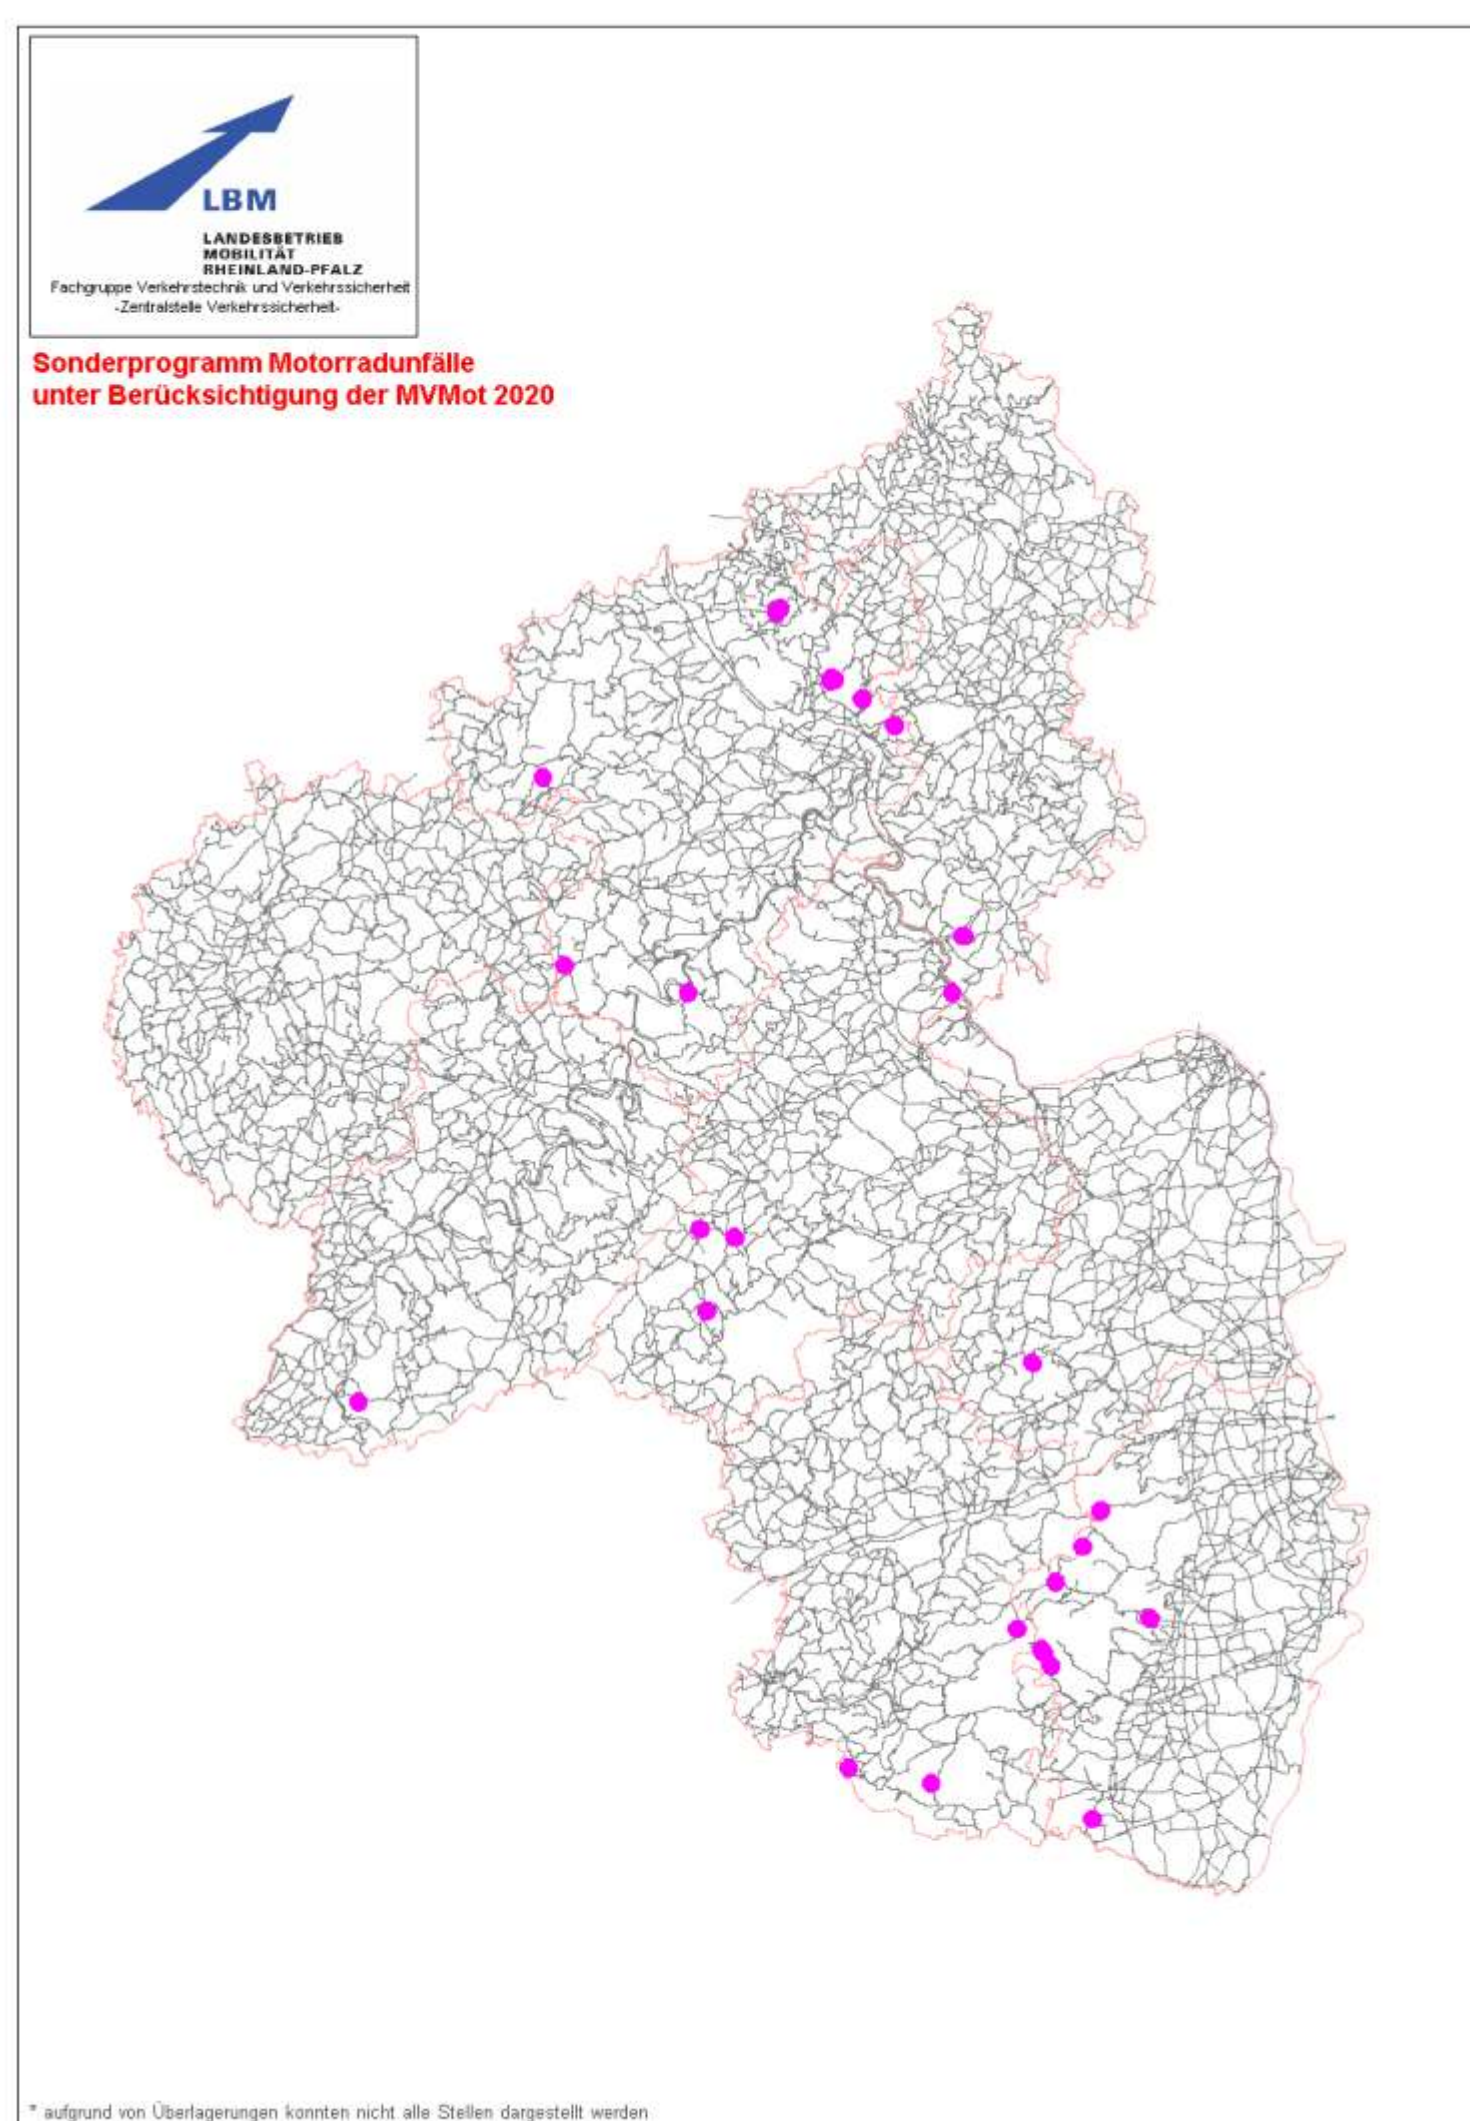 LBM
LANDESBETRIEB
MOBILITÄT
RHEINLAND-PFALZ
Fachgruppe Verkehrstechnik und Verkehrssicherheit
-Zentralstelle Verkehrssicherheit-
Sonderprogramm Motorradunfälle
unter Berücksichtigung der MVMot 2020
* aufgrund von Überlagerungen konnten nicht alle Stellen dargestellt werden